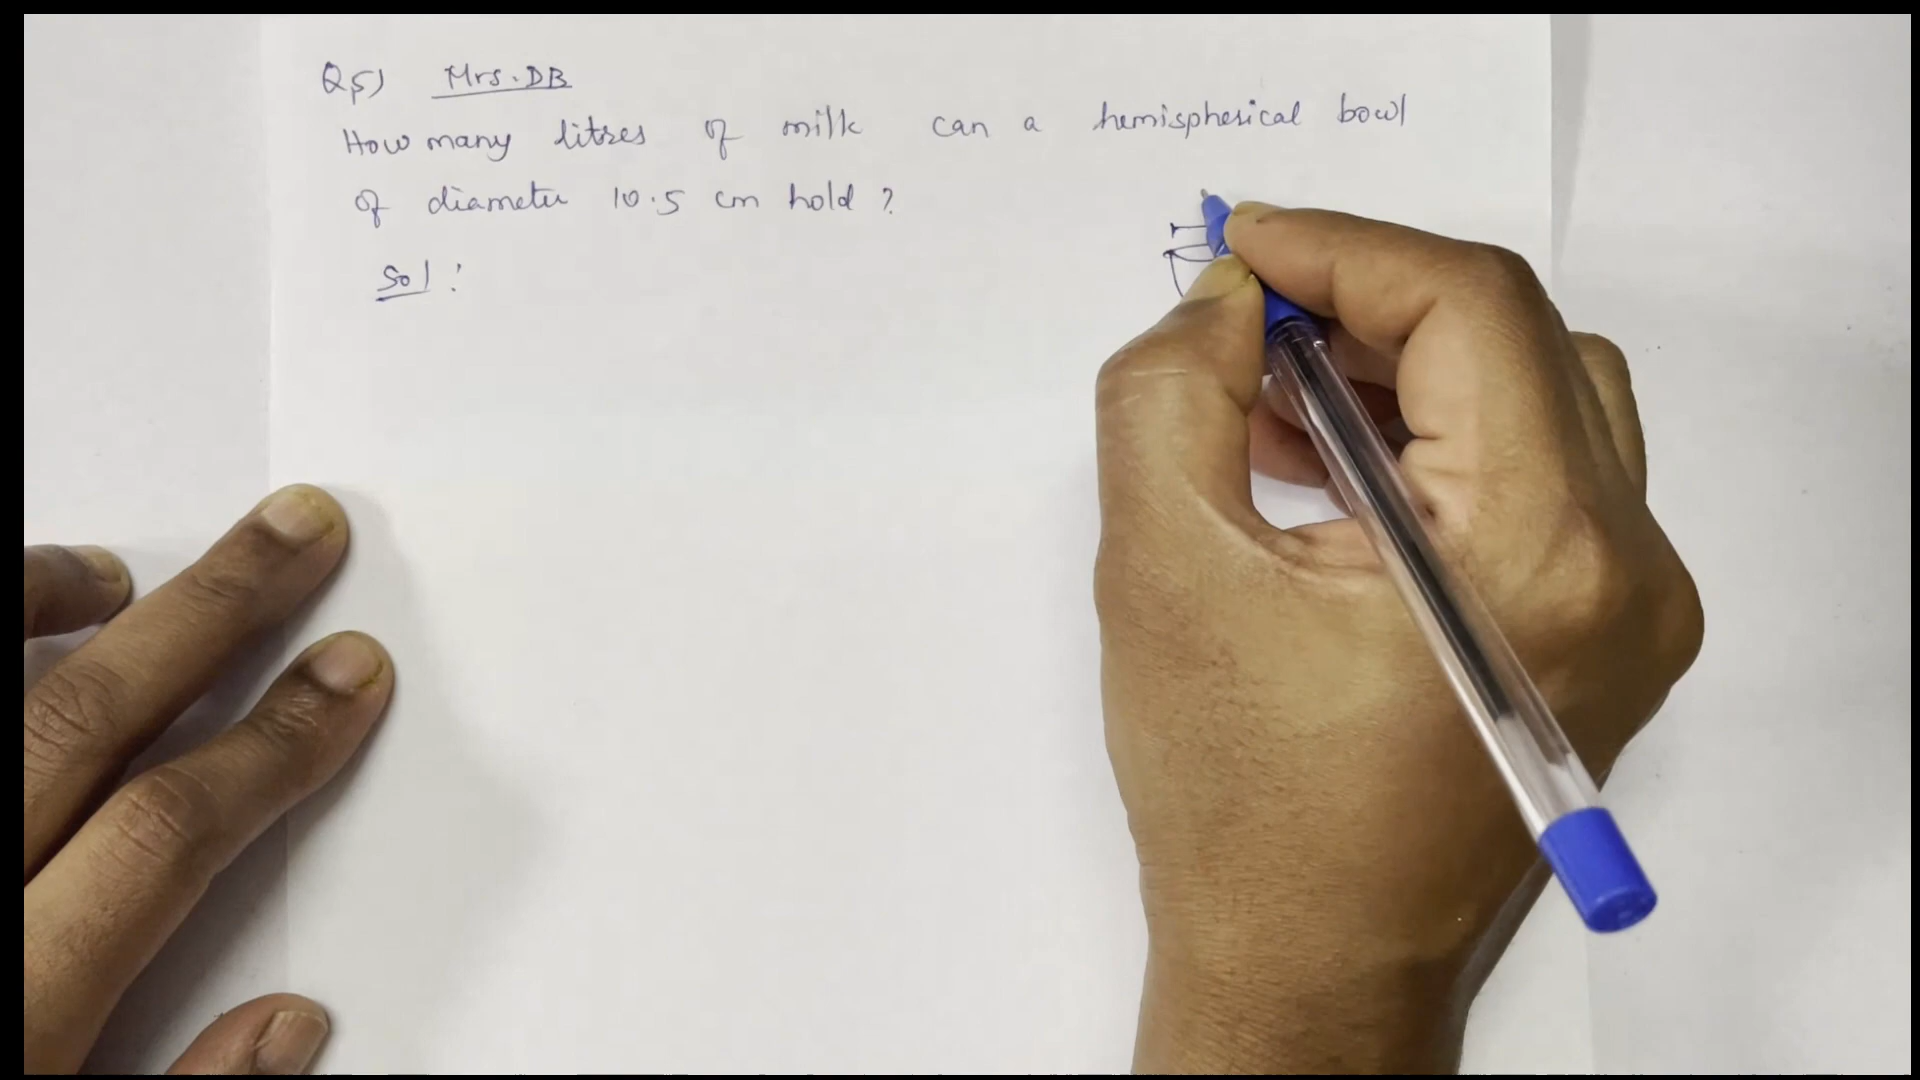 Q5) Mrs. DB
How many litres of milk can a hemispherical bowl
of diameter 10.5 cm hold ?
Sol :